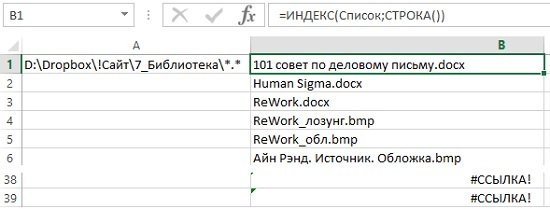 B1 =ИНДЕКС(Список;СТРОКА())
A B
1 D:\Dropbox\!Сайт\7_Библиотека\*.* 101 совет по деловому письму.docx
2 Human Sigma.docx
3 ReWork.docx
4 ReWork_лозунг.bmp
5 ReWork_обл.bmp
6 Айн Рэнд. Источник. Обложка.bmp
38 #ССЫЛКА!
39 #ССЫЛКА!